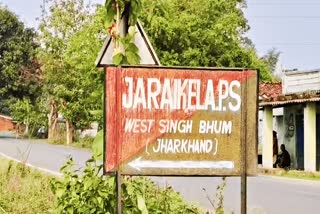 JARAIKELA.P.S
WEST SINGH BHUM
(JHARKHAND)